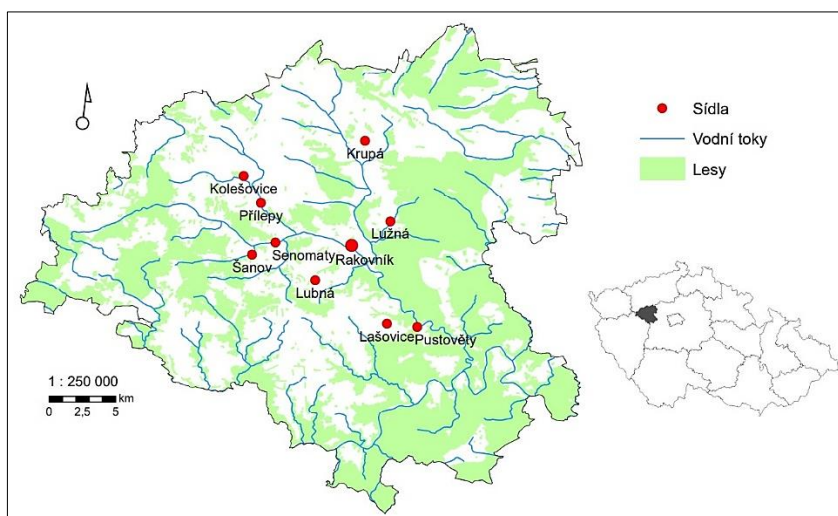 Sídla
Vodní toky
Lesy
Krupá
Kolešovice
Přílepy
Lužná
Senomaty
Rakovník
Šanov
Lubná
Lašovice
Pustověty
1 : 250 000
km
0 2,5 5